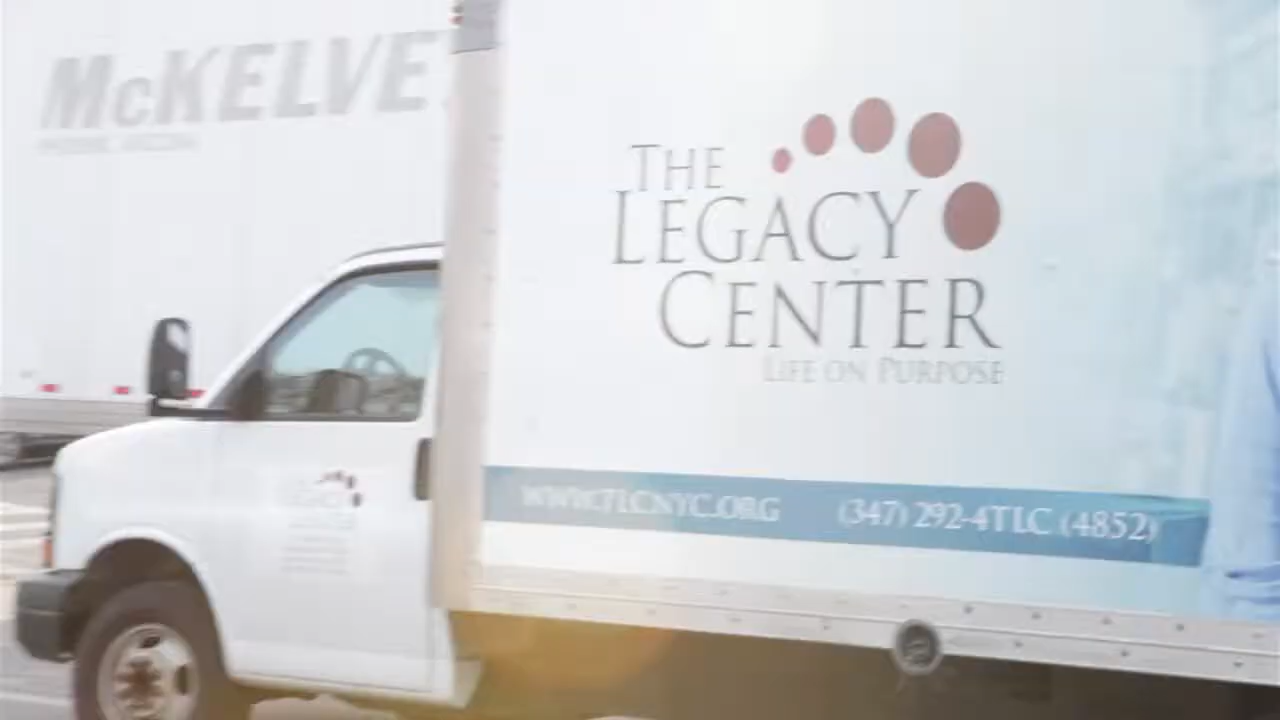 McKELVE
THE
LEGACY
CENTER
LIFE ON PURPOSE
WWW.TLCNYC.ORG (347) 292-4TLC (4852)